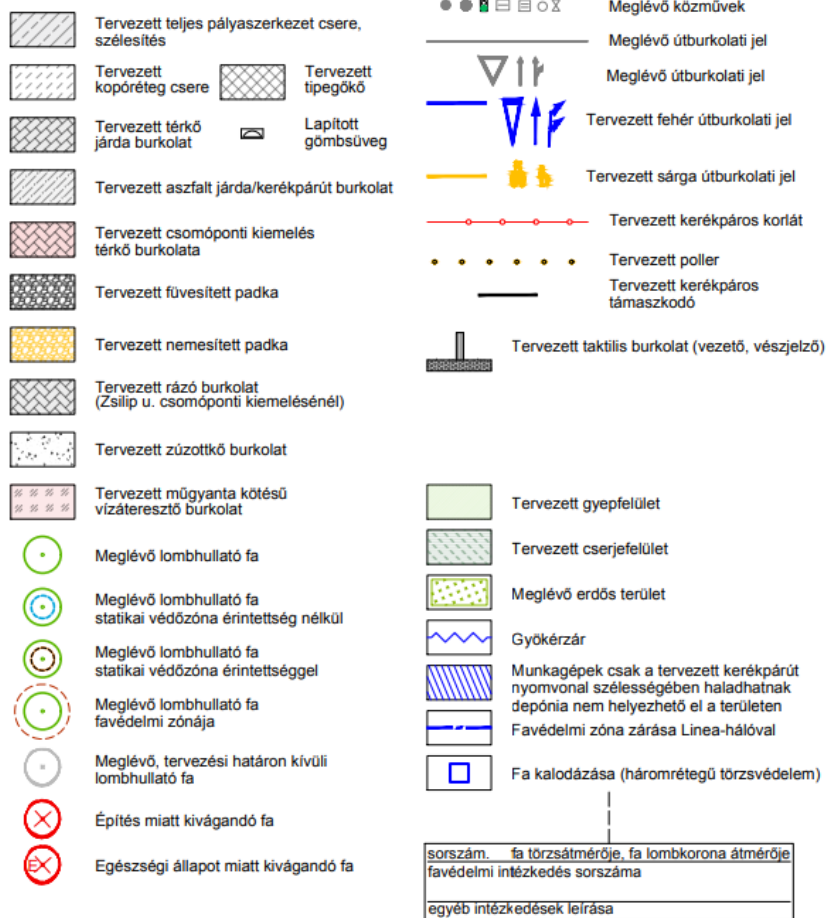 Tervezett teljes pályaszerkezet csere,
szélesítés
Tervezett
kopóréteg csere
Tervezett
tipegőkő
Tervezett térkő
járda burkolat
Lapított
gömbsüveg
Tervezett aszfalt járda/kerékpárút burkolat
Tervezett csomóponti kiemelés
térkő burkolata
Tervezett füvesített padka
Tervezett nemesített padka
Tervezett rázó burkolat
(Zsilip u. csomóponti kiemelésénél)
Tervezett zúzottkő burkolat
Tervezett műgyanta kötésű
vízáteresztő burkolat
Meglévő lombhullató fa
Meglévő lombhullató fa
statikai védőzóna érintettség nélkül
Meglévő lombhullató fa
statikai védőzóna érintettséggel
Meglévő lombhullató fa
favédelmi zónája
Meglévő, tervezési határon kívüli
lombhullató fa
Építés miatt kivágandó fa
E
Egészségi állapot miatt kivágandó fa
Meglévő közművek
Meglévő útburkolati jel
Meglévő útburkolati jel
Tervezett fehér útburkolati jel
Tervezett sárga útburkolati jel
Tervezett kerékpáros korlát
Tervezett poller
Tervezett kerékpáros
támaszkodó
Tervezett taktilis burkolat (vezető, vészjelző)
Tervezett gyepfelület
Tervezett cserjefelület
Meglévő erdős terület
Gyökérzár
Munkagépek csak a tervezett kerékpárút
nyomvonal szélességében haladhatnak
depónia nem helyezhető el a területen
Favédelmi zóna zárása Linea-hálóval
Fa kalodázása (háromrétegű törzsvédelem)
sorszám. fa törzsátmérője, fa lombkorona átmérője
favédelmi intézkedés sorszáma
egyéb intézkedések leírása